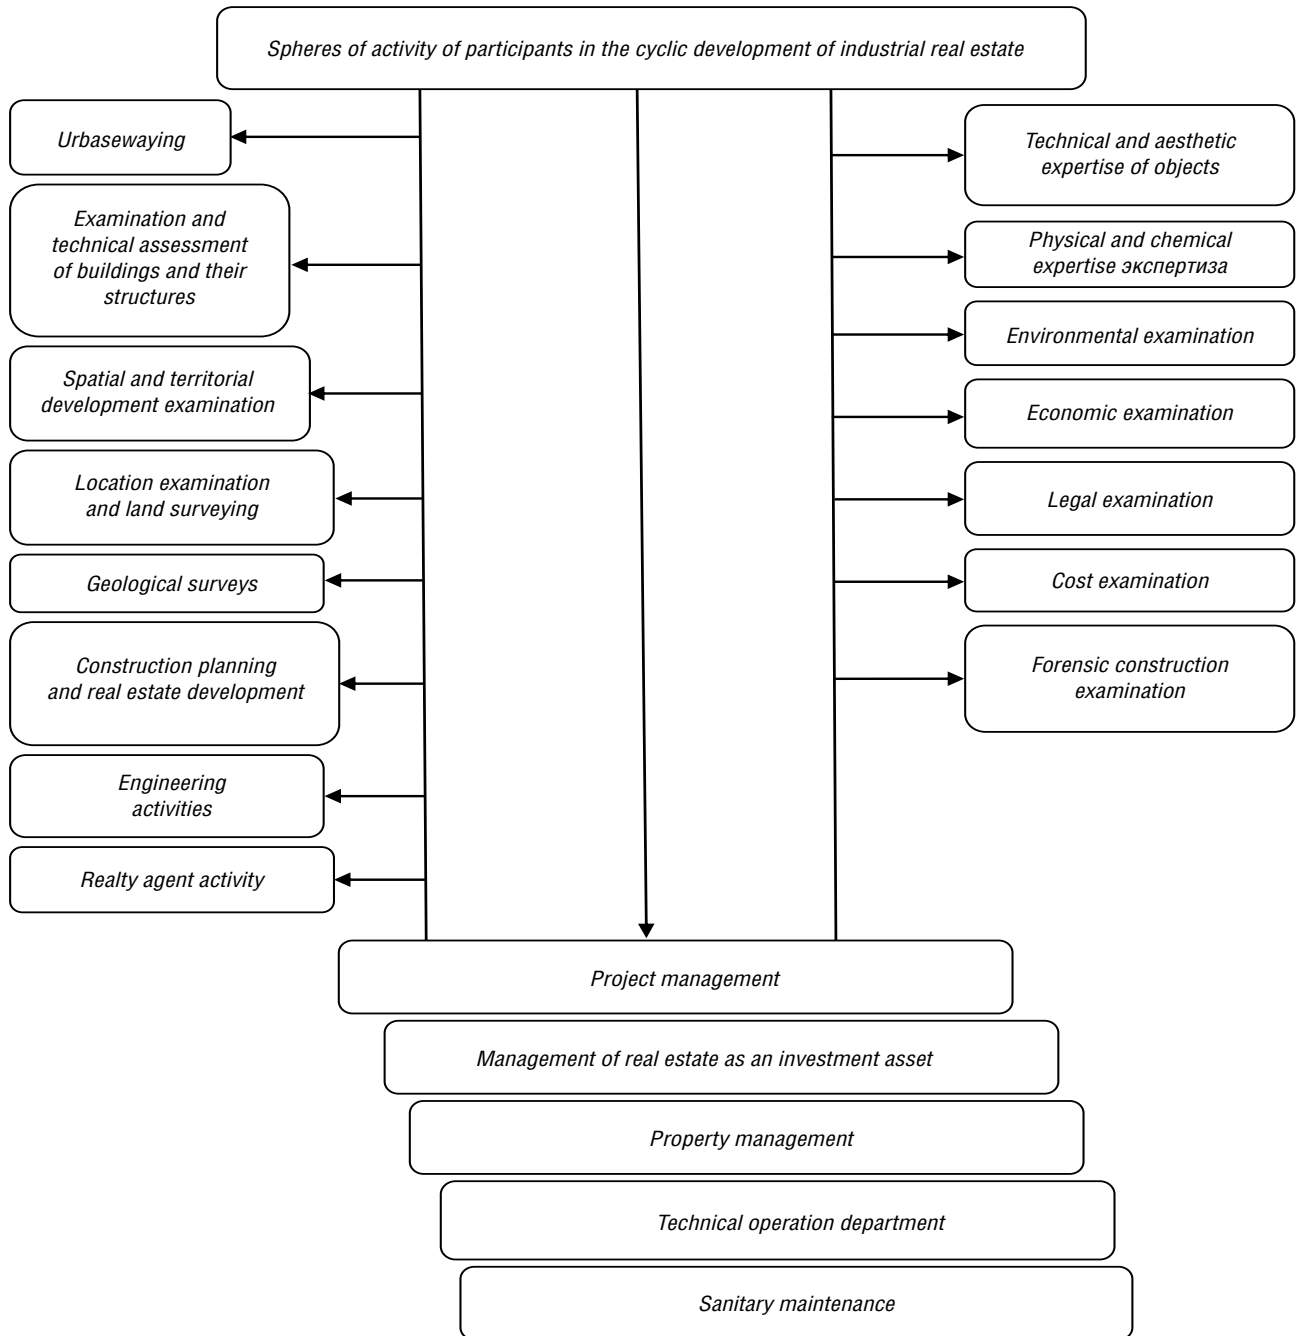 Spheres of activity of participants in the cyclic development of industrial real estate
Urbasewaying
Examination and
technical assessment
of buildings and their
structures
Spatial and territorial
development examination
Location examination
and land surveying
Geological surveys
Construction planning
and real estate development
Engineering
activities
Realty agent activity
Technical and aesthetic
expertise of objects
Physical and chemical
expertise экспертиза
Environmental examination
Economic examination
Legal examination
Cost examination
Forensic construction
examination
Project management
Management of real estate as an investment asset
Property management
Technical operation department
Sanitary maintenance